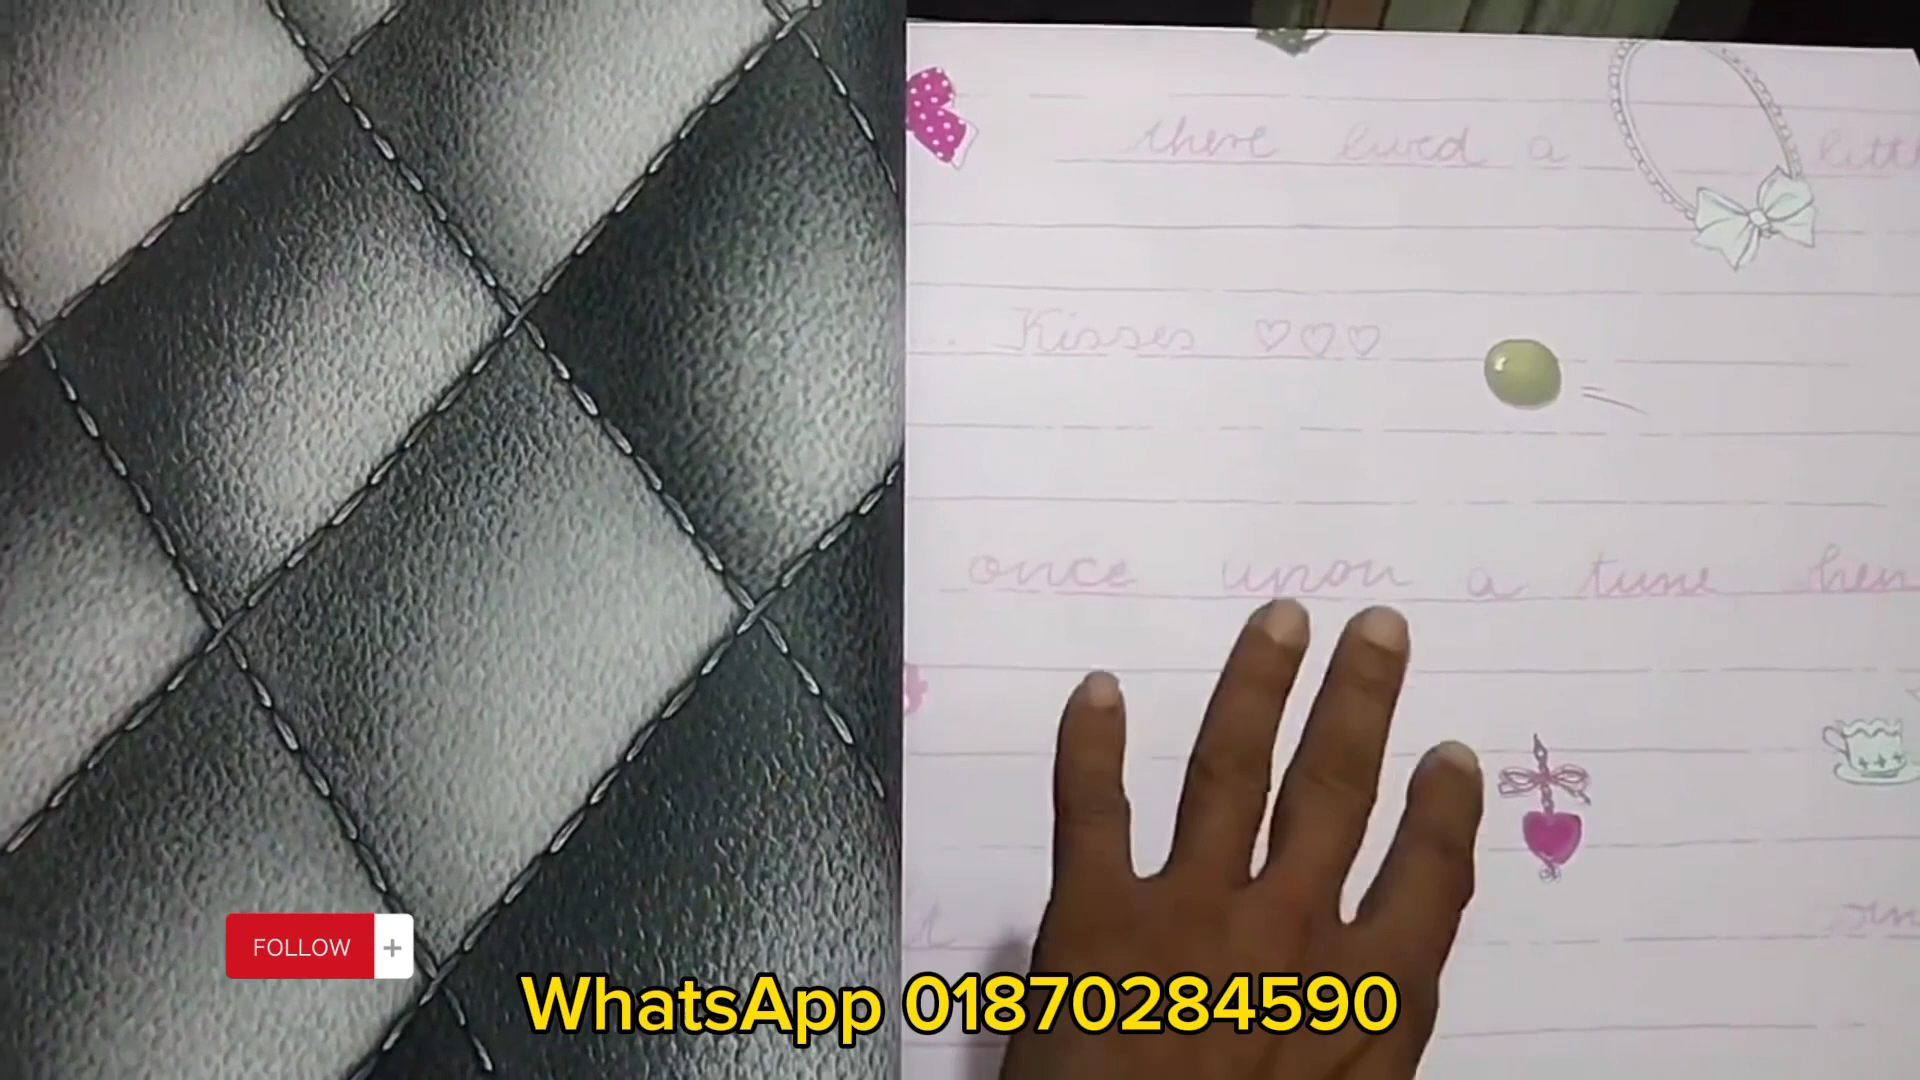 there lived a
Kisses ♡♡♡
once upon a time
FOLLOW +
WhatsApp 01870284590